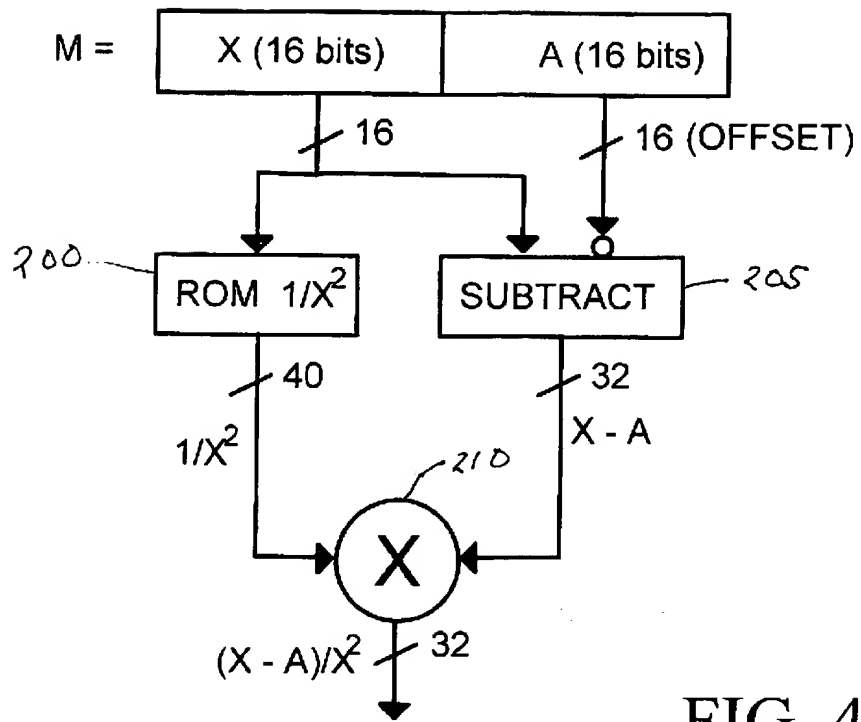 M =
X (16 bits)
A (16 bits)
16
16 (OFFSET)
200
ROM 1/X²
SUBTRACT
205
40
32
1/X²
X - A
210
X
(X - A)/X²
32
FIG. 4